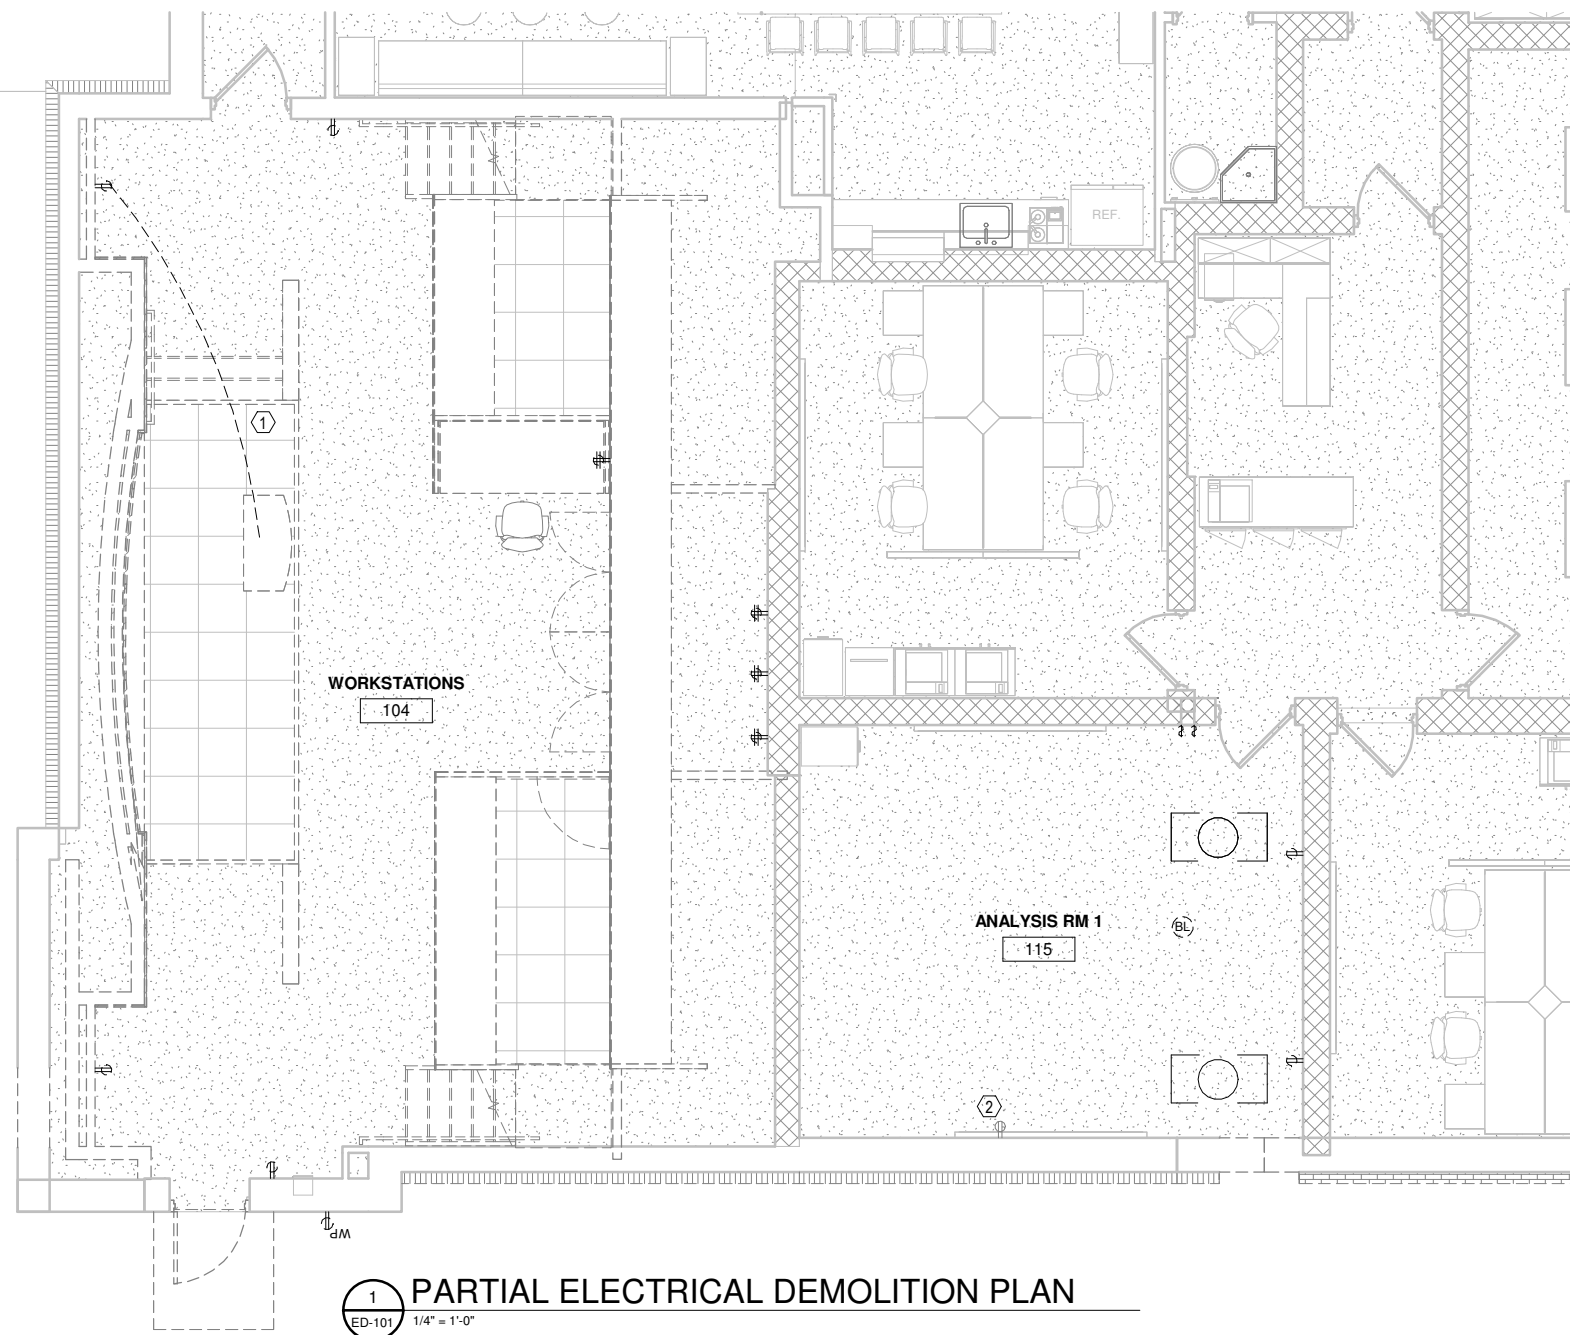 REF.
1
WORKSTATIONS
104
ANALYSIS RM 1
115
BL
2
WP
1
ED-101
PARTIAL ELECTRICAL DEMOLITION PLAN
1/4" = 1'-0"